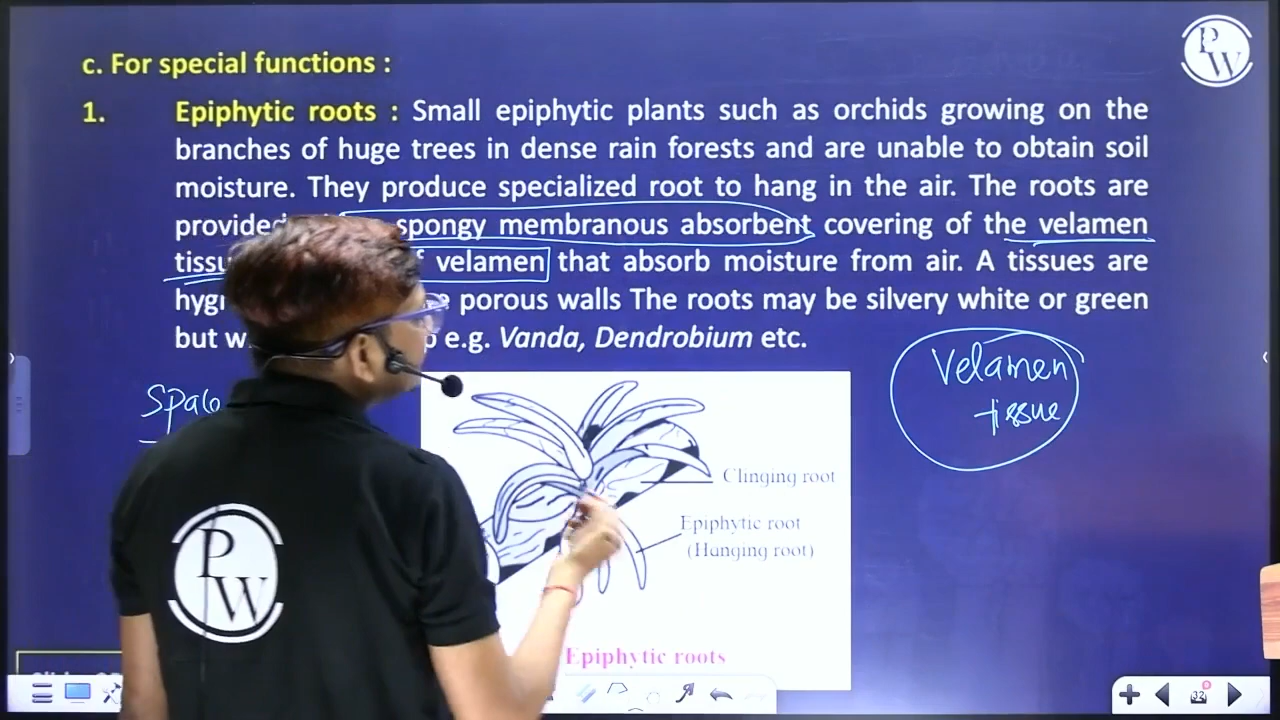 c. For special functions :
1. Epiphytic roots : Small epiphytic plants such as orchids growing on the
branches of huge trees in dense rain forests and are unable to obtain soil
moisture. They produce specialized root to hang in the air. The roots are
spongy membranous absorbent covering of the velamen
velamen that absorb moisture from air. A tissues are
porous walls The roots may be silvery white or green
but e.g. Vanda, Dendrobium etc.
Velamen
tissue
Clinging root
Epiphytic root
(Hanging root)
Epiphytic roots
PW
PW
32